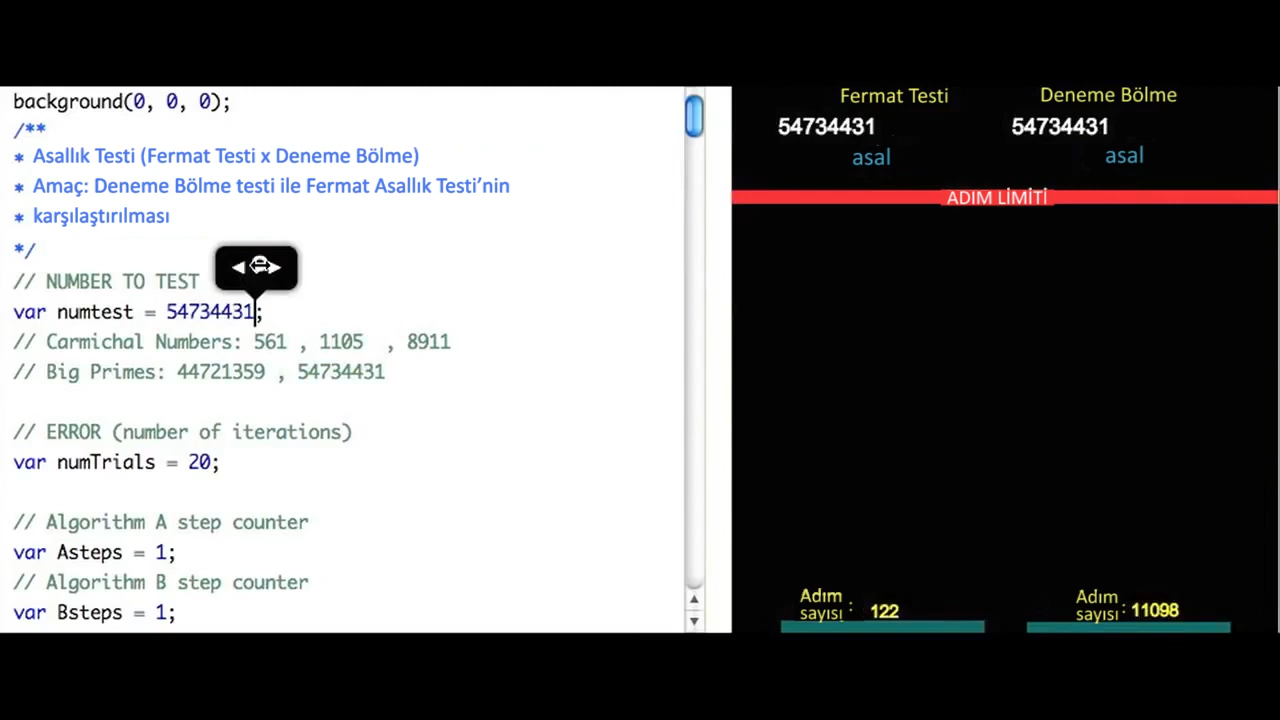 background(0, 0, 0);
/**
* Asallık Testi (Fermat Testi x Deneme Bölme)
* Amaç: Deneme Bölme testi ile Fermat Asallık Testi’nin
* karşılaştırılması
*/
// NUMBER TO TEST
var numtest = 54734431;
// Carmichal Numbers: 561 , 1105 , 8911
// Big Primes: 44721359 , 54734431
// ERROR (number of iterations)
var numTrials = 20;
// Algorithm A step counter
var Asteps = 1;
// Algorithm B step counter
var Bsteps = 1;
Fermat Testi
54734431
asal
Deneme Bölme
54734431
asal
ADIM LİMİTİ
Adım
sayısı : 122
Adım
sayısı : 11098